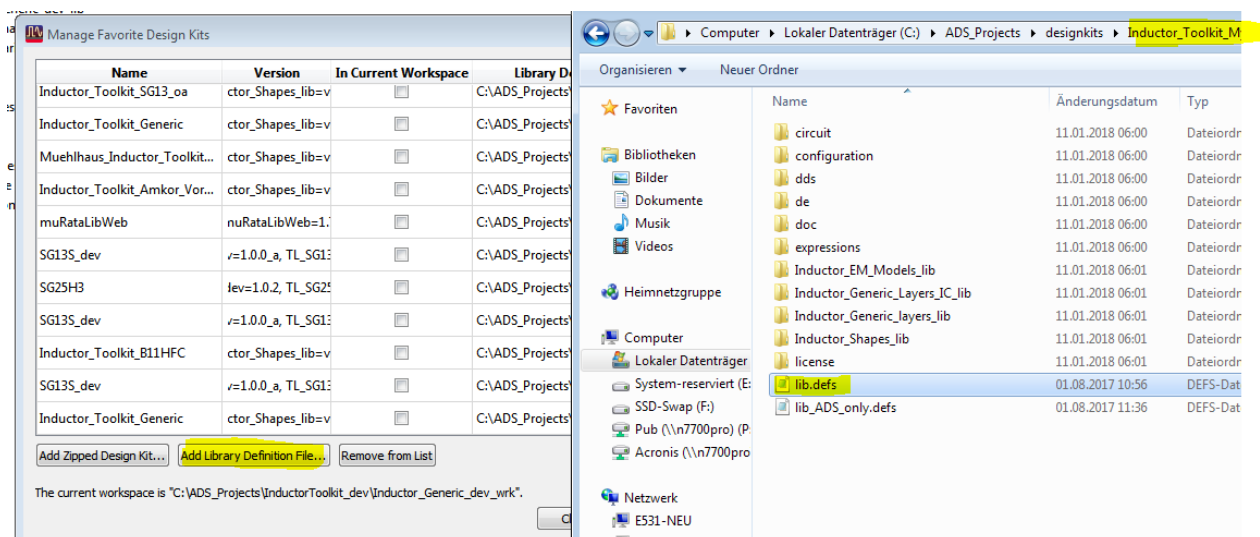 Manage Favorite Design Kits
Name Version In Current Workspace Library De
Inductor_Toolkit_SG13_oa ctor_Shapes_lib=v C:\ADS_Projects\
Inductor_Toolkit_Generic ctor_Shapes_lib=v C:\ADS_Projects\
Muehlhaus_Inductor_Toolkit... ctor_Shapes_lib=v C:\ADS_Projects\
Inductor_Toolkit_Amkor_Vor... ctor_Shapes_lib=v C:\ADS_Projects\
muRataLibWeb nuRataLibWeb=1. C:\ADS_Projects\
SG13S_dev v=1.0.0_a, TL_SG13 C:\ADS_Projects\
SG25H3 dev=1.0.2, TL_SG25 C:\ADS_Projects\
SG13S_dev v=1.0.0_a, TL_SG13 C:\ADS_Projects\
Inductor_Toolkit_B11HFC ctor_Shapes_lib=v C:\ADS_Projects\
SG13S_dev v=1.0.0_a, TL_SG13 C:\ADS_Projects\
Inductor_Toolkit_Generic ctor_Shapes_lib=v C:\ADS_Projects\
Add Zipped Design Kit... Add Library Definition File... Remove from List
The current workspace is "C:\ADS_Projects\InductorToolkit_dev\Inductor_Generic_dev_wrk".
Computer Lokaler Datenträger (C:) ADS_Projects designkits Inductor_Toolkit_M
Organisieren Neuer Ordner
Favoriten
Bibliotheken
Bilder
Dokumente
Musik
Videos
Heimnetzgruppe
Computer
Lokaler Datenträger
System-reserviert (E:
SSD-Swap (F:)
Pub (\\n7700pro) (P:
Acronis (\\n7700pro
Netzwerk
E531-NEU
Name Änderungsdatum Typ
circuit 11.01.2018 06:00 Dateiordn
configuration 11.01.2018 06:00 Dateiordn
dds 11.01.2018 06:00 Dateiordn
de 11.01.2018 06:00 Dateiordn
doc 11.01.2018 06:00 Dateiordn
expressions 11.01.2018 06:00 Dateiordn
Inductor_EM_Models_lib 11.01.2018 06:01 Dateiordn
Inductor_Generic_Layers_IC_lib 11.01.2018 06:01 Dateiordn
Inductor_Generic_layers_lib 11.01.2018 06:01 Dateiordn
Inductor_Shapes_lib 11.01.2018 06:01 Dateiordn
license 11.01.2018 06:01 Dateiordn
lib.defs 01.08.2017 10:56 DEFS-Dat
lib_ADS_only.defs 01.08.2017 11:36 DEFS-Dat